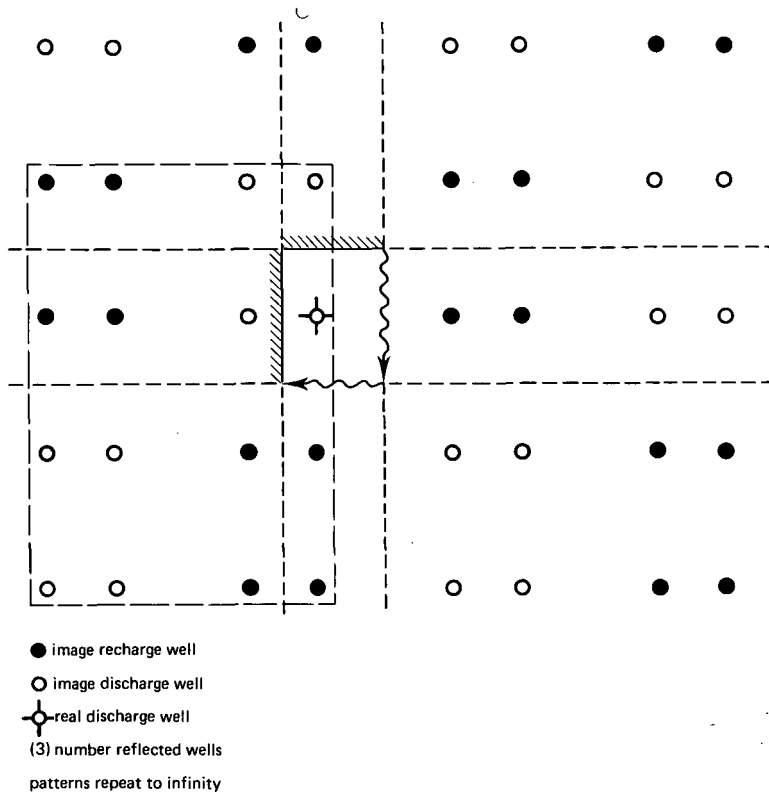 image recharge well
image discharge well
real discharge well
(3) number reflected wells
patterns repeat to infinity